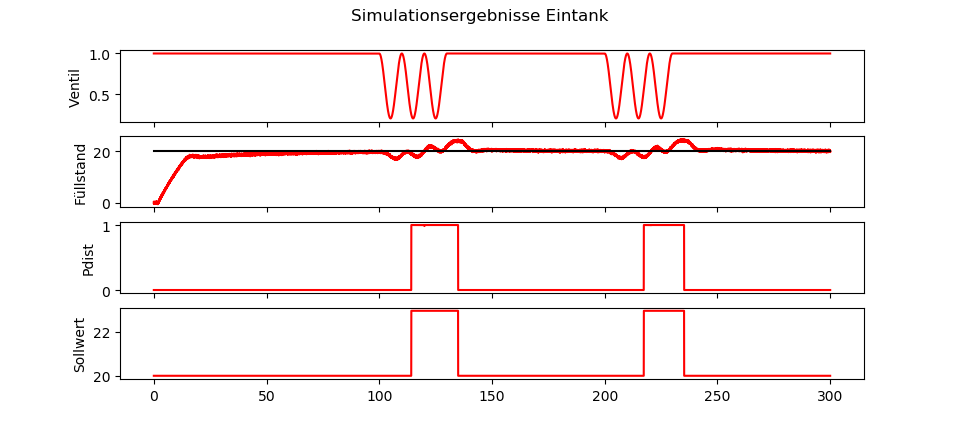 Simulationsergebnisse Eintank
Ventil
1.0
0.5
Füllstand
20
0
Pdist
1
0
Sollwert
22
20
0 50 100 150 200 250 300